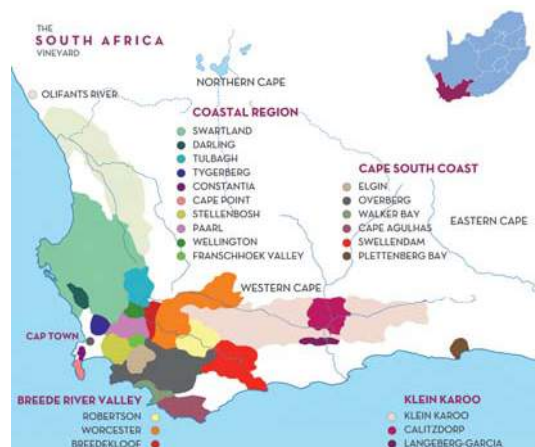 THE
SOUTH AFRICA
VINEYARD
NORTHERN CAPE
OLIFANTS RIVER
COASTAL REGION
SWARTLAND
DARLING
TULBAGH
TYGERBERG
CONSTANTIA
CAPE POINT
STELLENBOSH
PAARL
WELLINGTON
FRANSCHHOEK VALLEY
CAPE SOUTH COAST
ELGIN
OVERBERG
WALKER BAY
CAPE AGULHAS
SWELLENDAM
PLETTENBERG BAY
EASTERN CAPE
WESTERN CAPE
CAP TOWN
BREEDE RIVER VALLEY
ROBERTSON
WORCESTER
BREEDEKLOOF
KLEIN KAROO
KLEIN KAROO
CALITZDORP
LANGEBERG-GARCIA